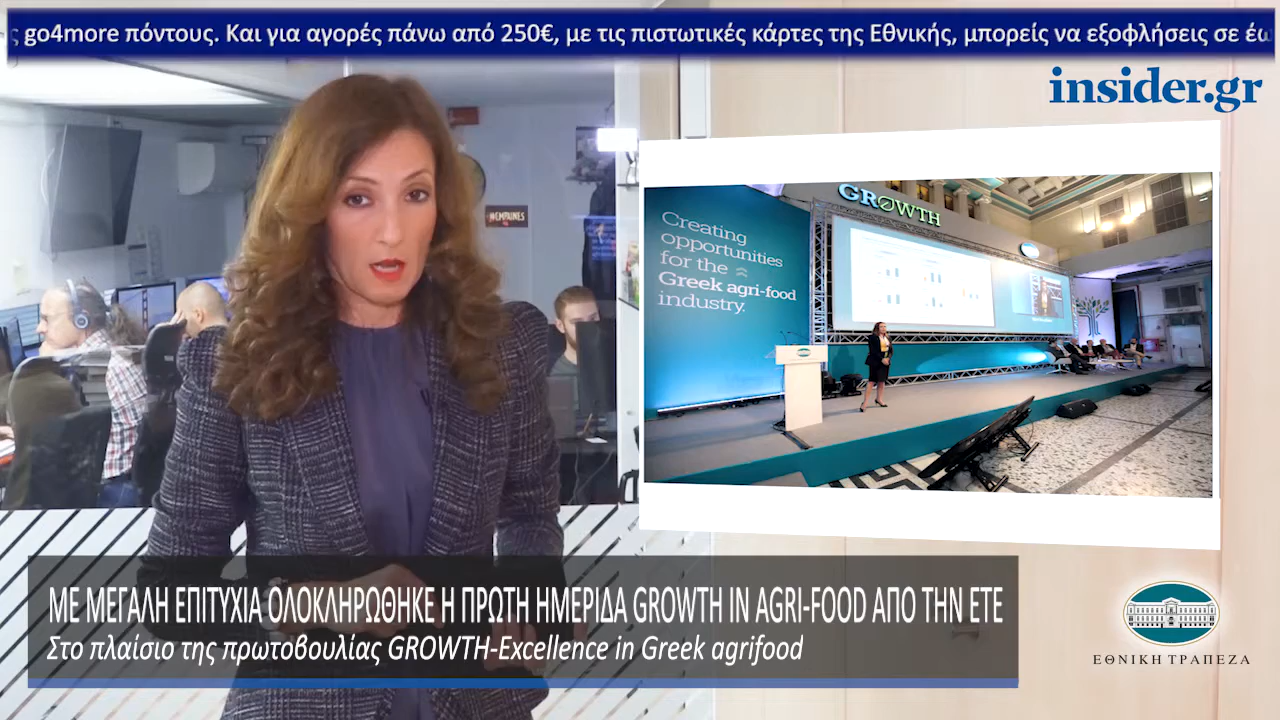 go4more πόντους. Και για αγορές πάνω από 250€, με τις πιστωτικές κάρτες της Εθνικής, μπορείς να εξοφλήσεις σε
insider.gr
GROWTH
Creating
opportunities
for the
Greek agri-food
industry.
ΜΕ ΜΕΓΑΛΗ ΕΠΙΤΥΧΙΑ ΟΛΟΚΛΗΡΩΘΗΚΕ Η ΠΡΩΤΗ ΗΜΕΡΙΔΑ GROWTH IN AGRI-FOOD ΑΠΟ ΤΗΝ ΕΤΕ
Στο πλαίσιο της πρωτοβουλίας GROWTH-Excellence in Greek agrifood
ΕΘΝΙΚΗ ΤΡΑΠΕΖΑ